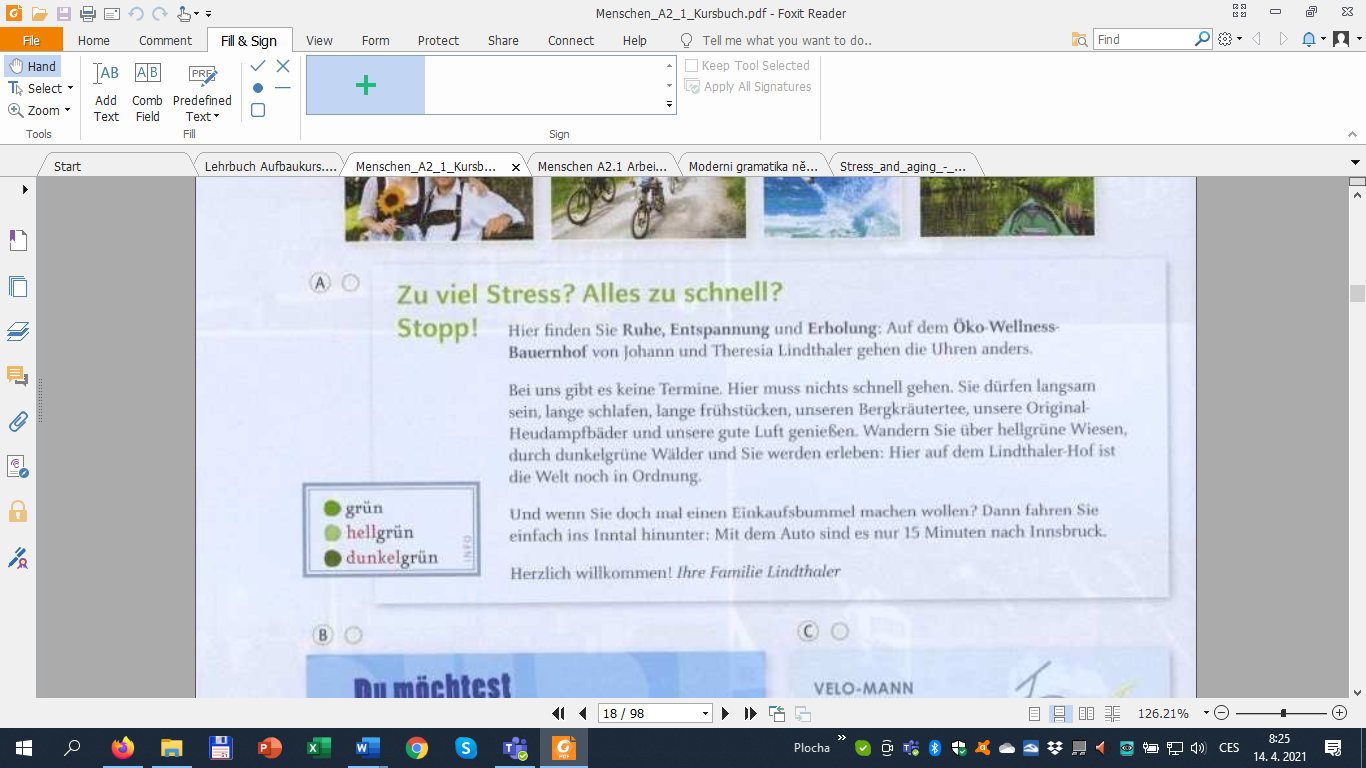 Menschen_A2_1_Kursbuch.pdf - Foxit Reader
File Home Comment Fill & Sign View Form Protect Share Connect Help Tell me what you want to do.. Find
Hand
Select
Zoom
Tools
AB
Add
Text
AB
Comb
Field
PRE
Predefined
Text
Fill
Sign
Keep Tool Selected
Apply All Signatures
Start Lehrbuch Aufbaukurs.... Menschen_A2_1_Kursb... Menschen A2.1 Arbei... Moderni gramatika ně... Stress_and_aging_-_...
A
Zu viel Stress? Alles zu schnell?
Stopp!
Hier finden Sie Ruhe, Entspannung und Erholung: Auf dem Öko-Wellness-
Bauernhof von Johann und Theresia Lindthaler gehen die Uhren anders.
Bei uns gibt es keine Termine. Hier muss nichts schnell gehen. Sie dürfen langsam
sein, lange schlafen, lange frühstücken, unseren Bergkräutertee, unsere Original-
Heudampfbäder und unsere gute Luft genießen. Wandern Sie über hellgrüne Wiesen,
durch dunkelgrüne Wälder und Sie werden erleben: Hier auf dem Lindthaler-Hof ist
die Welt noch in Ordnung.
Und wenn Sie doch mal einen Einkaufsbummel machen wollen? Dann fahren Sie
einfach ins Inntal hinunter: Mit dem Auto sind es nur 15 Minuten nach Innsbruck.
Herzlich willkommen! Ihre Familie Lindthaler
grün
hellgrün
dunkelgrün
INFO
B
Du möchtest
C
VELO-MANN
18 / 98
126.21%
Plocha
CES
8:25
14. 4. 2021